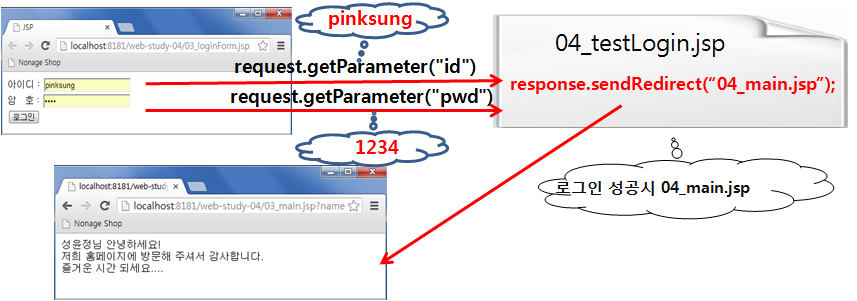 pinksung
JSP
localhost:8181/web-study-04/03_loginForm.jsp
Nonage Shop
아이디 : pinksung
암 호 : ••••
로그인
request.getParameter("id")
request.getParameter("pwd")
1234
04_testLogin.jsp
response.sendRedirect(“04_main.jsp”);
로그인 성공시 04_main.jsp
localhost:8181/web-stud
localhost:8181/web-study-04/03_main.jsp?name
Nonage Shop
성윤정님 안녕하세요!
저희 홈페이지에 방문해 주셔서 감사합니다.
즐거운 시간 되세요....